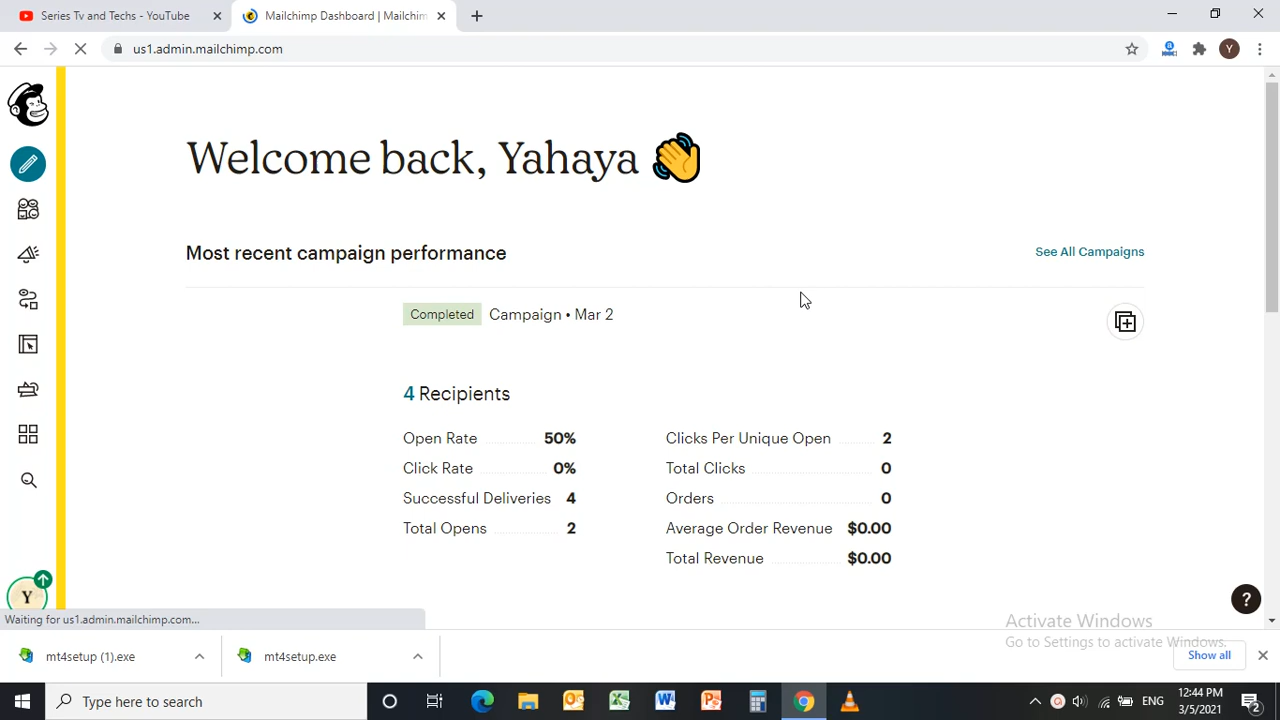 Series Tv and Techs - YouTube
Mailchimp Dashboard | Mailchim
us1.admin.mailchimp.com
Y
Welcome back, Yahaya
Most recent campaign performance
See All Campaigns
Completed
Campaign • Mar 2
4 Recipients
Open Rate 50%
Click Rate 0%
Successful Deliveries 4
Total Opens 2
Clicks Per Unique Open 2
Total Clicks 0
Orders 0
Average Order Revenue $0.00
Total Revenue $0.00
Y
?
Waiting for us1.admin.mailchimp.com...
Activate Windows
Go to Settings to activate Windows.
mt4setup (1).exe
mt4setup.exe
Show all
Type here to search
ENG
12:44 PM
3/5/2021
2